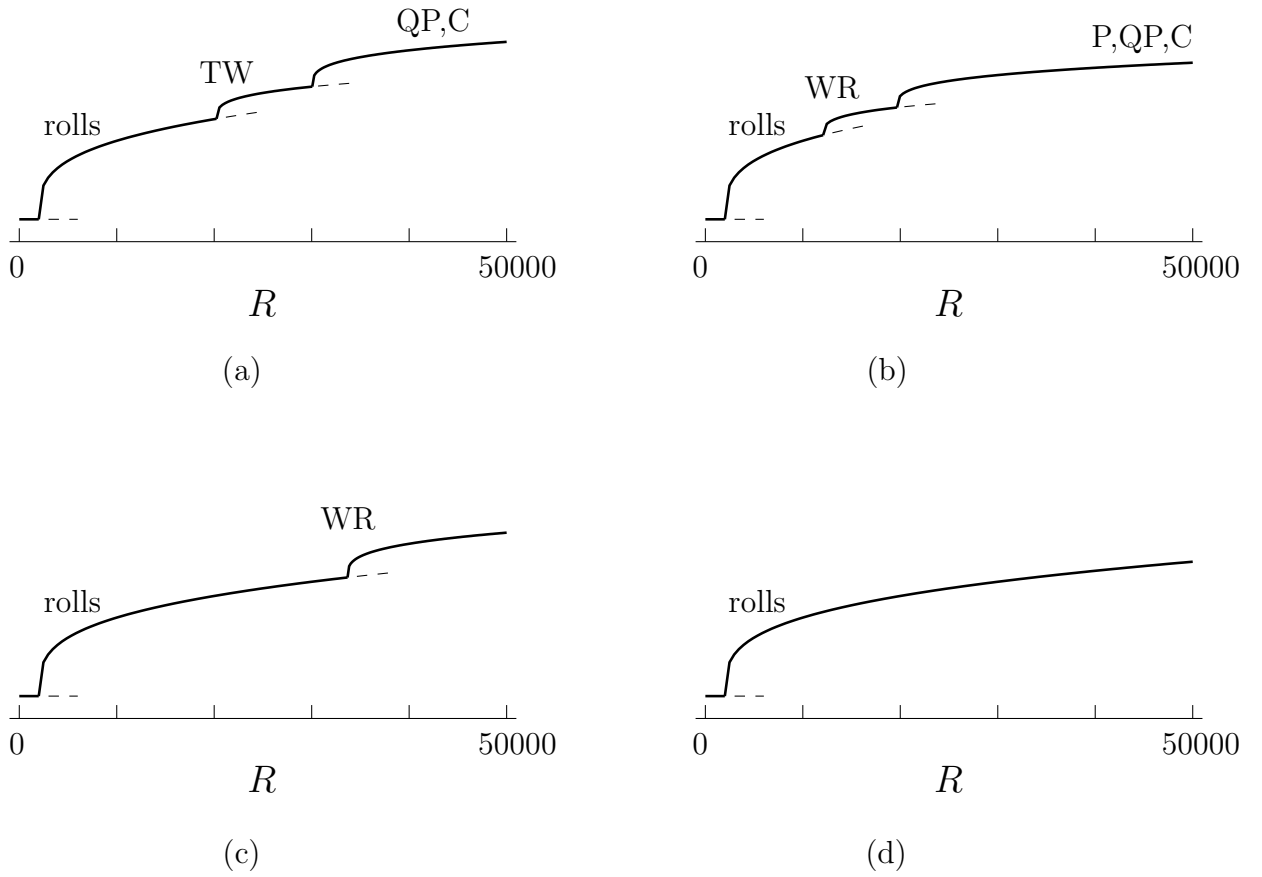 QP,C
TW
rolls
0 50000
R
(a)
P,QP,C
WR
rolls
0 50000
R
(b)
WR
rolls
0 50000
R
(c)
rolls
0 50000
R
(d)